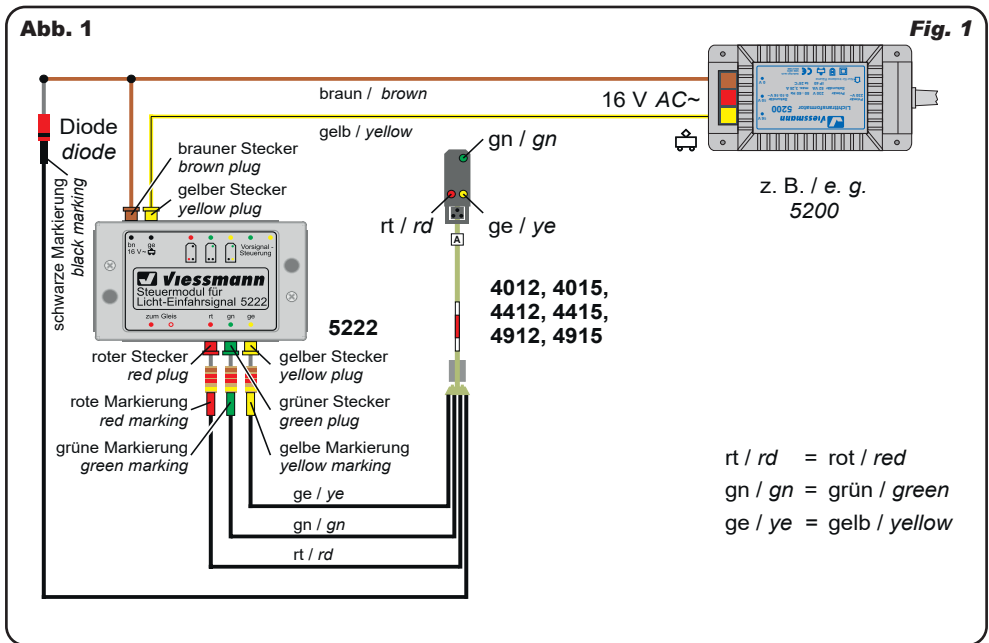 Abb. 1
Fig. 1
braun / brown
16 V AC~
gelb / yellow
Diode
diode
schwarze Markierung
black marking
brauner Stecker
brown plug
gelber Stecker
yellow plug
gn / gn
rt / rd
ge / ye
A
viessmann
Lichttransformator
5200
z. B. / e. g.
5200
bn
ge
16 V~
Vorsignal-
Steuerung
viessmann
Steuermodul für
Licht-Einfahrsignal 5222
zum Gleis
rt
gn
ge
5222
4012, 4015,
4412, 4415,
4912, 4915
roter Stecker
red plug
gelber Stecker
yellow plug
rote Markierung
red marking
grüner Stecker
green plug
grüne Markierung
green marking
gelbe Markierung
yellow marking
ge / ye
gn / gn
rt / rd
rt / rd = rot / red
gn / gn = grün / green
ge / ye = gelb / yellow